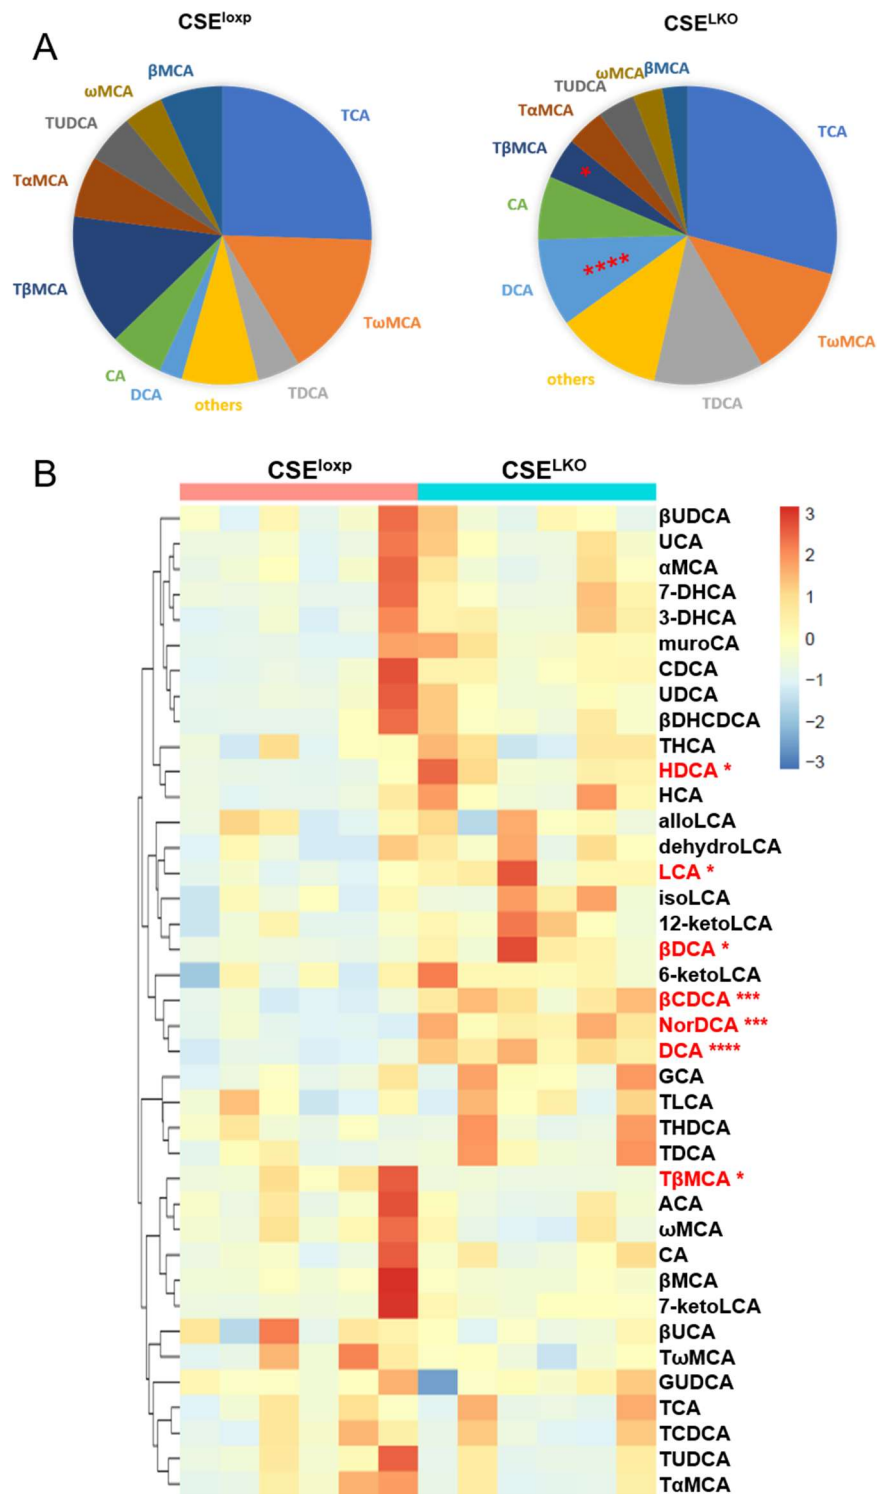 A
CSEloxp
CSELKO
βMCA
ωMCA
TUDCA
TαMCA
TβMCA
CA
DCA
others
TDCA
TωMCA
TCA
βMCA
ωMCA
TUDCA
TαMCA
TβMCA
*
CA
DCA
****
others
TDCA
TωMCA
TCA
B
CSEloxp
CSELKO
βUDCA
UCA
αMCA
7-DHCA
3-DHCA
muroCA
CDCA
UDCA
βDHCDCA
THCA
HDCA *
HCA
alloLCA
dehydroLCA
LCA *
isoLCA
12-ketoLCA
βDCA *
6-ketoLCA
βCDCA ***
NorDCA ***
DCA ****
GCA
TLCA
THDCA
TDCA
TβMCA *
ACA
ωMCA
CA
βMCA
7-ketoLCA
βUCA
TωMCA
GUDCA
TCA
TCDCA
TUDCA
TαMCA
3
2
1
0
−1
−2
−3